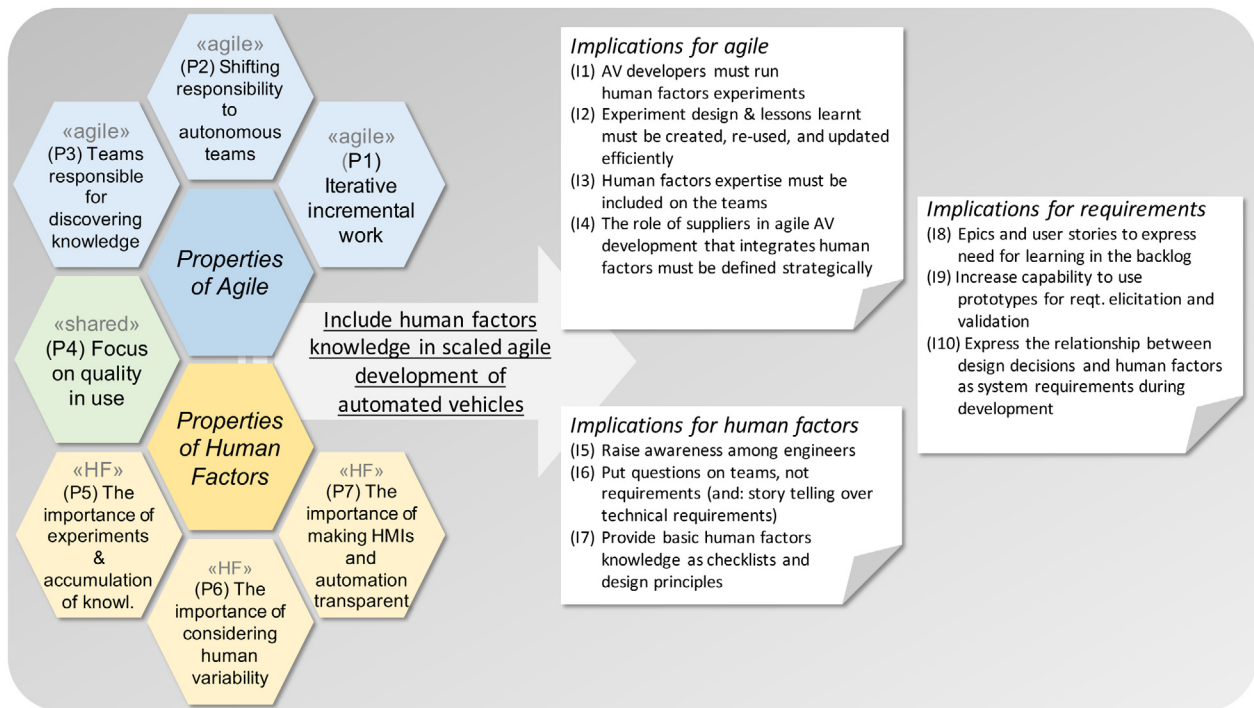 «agile»
(P2) Shifting
responsibility
to
autonomous
teams
«agile»
(P3) Teams
responsible
for
discovering
knowledge
«agile»
(P1)
Iterative
incremental
work
Properties
of Agile
«shared»
(P4) Focus
on quality
in use
Properties
of Human
Factors
«HF»
(P5) The
importance of
experiments
&
accumulation
of knowl.
«HF»
(P6) The
importance of
considering
human
variability
«HF»
(P7) The
importance of
making HMIs
and
automation
transparent
Include human factors
knowledge in scaled agile
development of
automated vehicles
Implications for agile
(I1) AV developers must run
human factors experiments
(I2) Experiment design & lessons learnt
must be created, re-used, and updated
efficiently
(I3) Human factors expertise must be
included on the teams
(I4) The role of suppliers in agile AV
development that integrates human
factors must be defined strategically
Implications for human factors
(I5) Raise awareness among engineers
(I6) Put questions on teams, not
requirements (and: story telling over
technical requirements)
(I7) Provide basic human factors
knowledge as checklists and
design principles
Implications for requirements
(I8) Epics and user stories to express
need for learning in the backlog
(I9) Increase capability to use
prototypes for reqt. elicitation and
validation
(I10) Express the relationship between
design decisions and human factors
as system requirements during
development